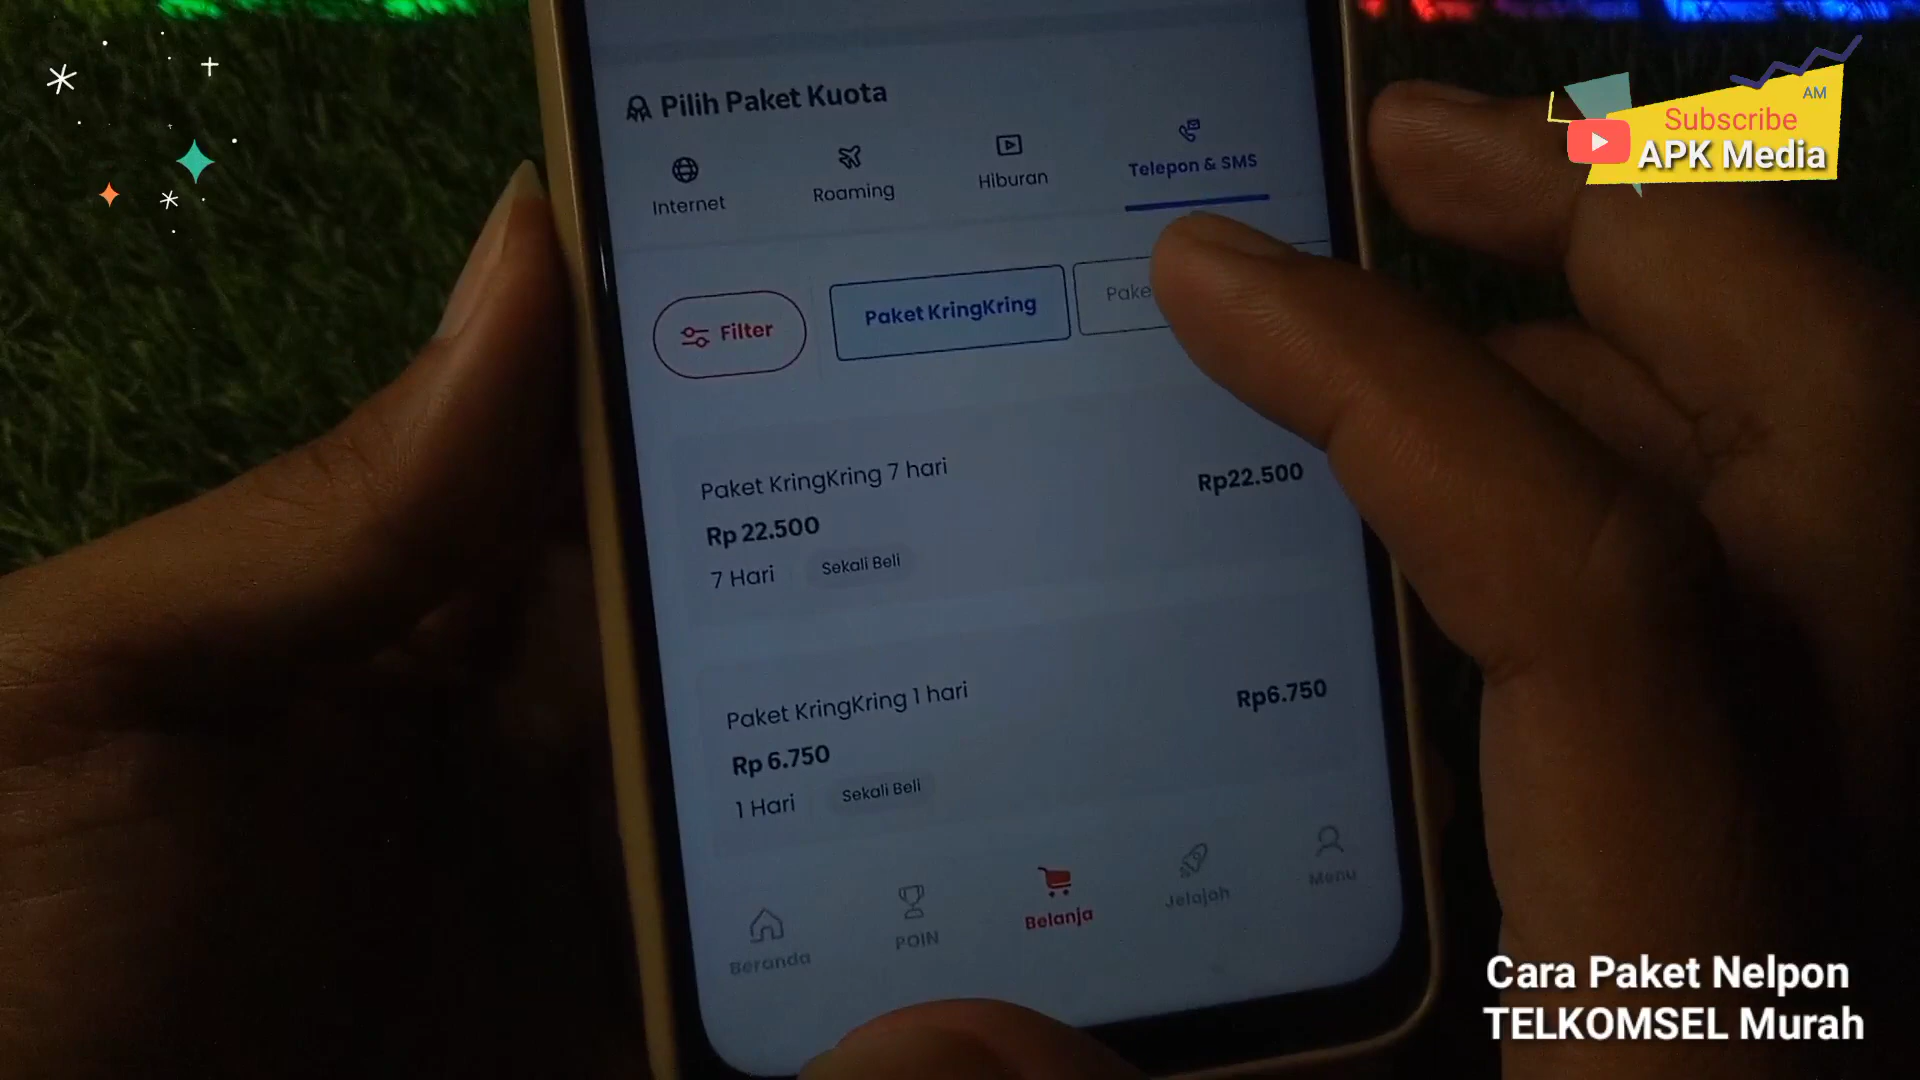 Pilih Paket Kuota
Internet
Roaming
Hiburan
Telepon & SMS
Filter
Paket KringKring
Pake
Paket KringKring 7 hari
Rp22.500
Rp 22.500
7 Hari
Sekali Beli
Paket KringKring 1 hari
Rp6.750
Rp 6.750
1 Hari
Sekali Beli
Beranda
POIN
Belanja
Jelajah
Menu
AM
Subscribe
APK Media
Cara Paket Nelpon
TELKOMSEL Murah